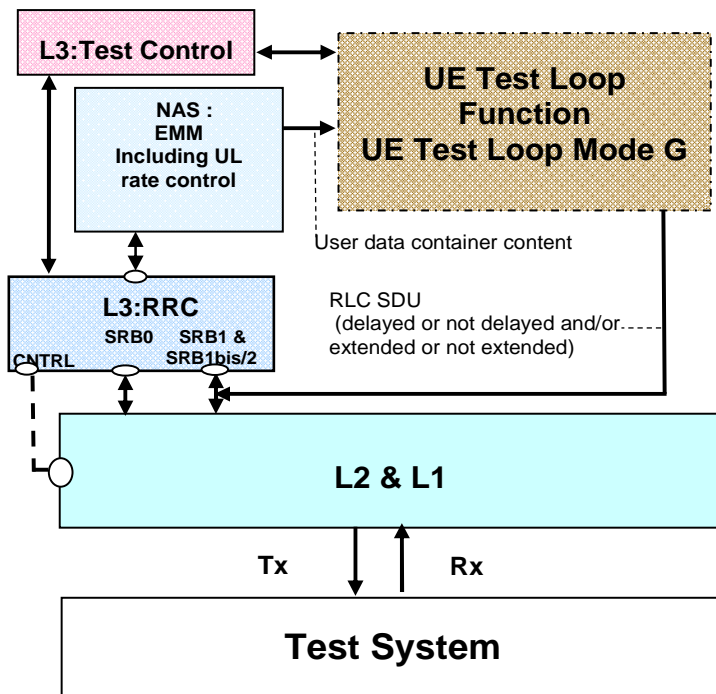 L3:Test Control
UE Test Loop
Function
UE Test Loop Mode G
NAS :
EMM
Including UL
rate control
User data container content
L3:RRC
SRB0
SRB1 &
SRB1bis/2
CNTRL
RLC SDU
(delayed or not delayed and/or
extended or not extended)
L2 & L1
Tx
Rx
Test System